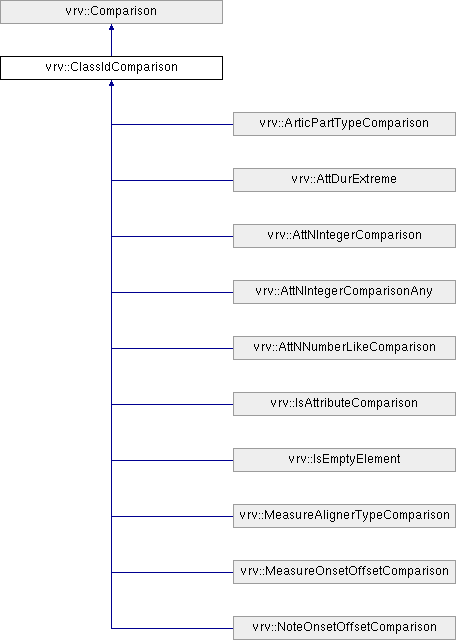 vrv::Comparison
vrv::ClassIdComparison
vrv::ArticPartTypeComparison
vrv::AttDurExtreme
vrv::AttNIntegerComparison
vrv::AttNIntegerComparisonAny
vrv::AttNNumberLikeComparison
vrv::IsAttributeComparison
vrv::IsEmptyElement
vrv::MeasureAlignerTypeComparison
vrv::MeasureOnsetOffsetComparison
vrv::NoteOnsetOffsetComparison